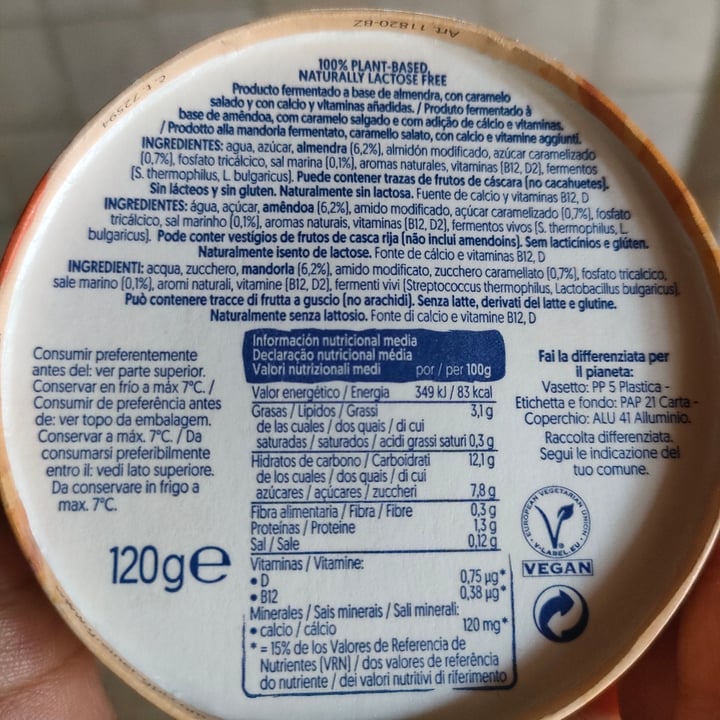 Art. 11820-BZ
C.L.72594
100% PLANT-BASED,
NATURALLY LACTOSE FREE
Producto fermentado a base de almendra, con caramelo
salado y con calcio y vitaminas añadidas. / Produto fermentado à
base de amêndoa, com caramelo salgado e com adição de cálcio e vitaminas.
/ Prodotto alla mandorla fermentato, caramello salato, con calcio e vitamine aggiunti.
INGREDIENTES: agua, azúcar, almendra (6,2%), almidón modificado, azúcar caramelizado
(0,7%), fosfato tricálcico, sal marina (0,1%), aromas naturales, vitaminas (B12, D2), fermentos
(S. thermophilus, L. bulgaricus). Puede contener trazas de frutos de cáscara (no cacahuetes).
Sin lácteos y sin gluten. Naturalmente sin lactosa. Fuente de calcio y vitaminas B12, D
INGREDIENTES: água, açúcar, amêndoa (6,2%), amido modificado, açúcar caramelizado (0,7%), fosfato
tricálcico, sal marinho (0,1%), aromas naturais, vitaminas (B12, D2), fermentos vivos (S. thermophilus, L.
bulgaricus). Pode conter vestígios de frutos de casca rija (não inclui amendoins). Sem lacticínios e glúten.
Naturalmente isento de lactose. Fonte de cálcio e vitaminas B12, D
INGREDIENTI: acqua, zucchero, mandorla (6,2%), amido modificato, zucchero caramellato (0,7%), fosfato tricalcico,
sale marino (0,1%), aromi naturali, vitamine (B12, D2), fermenti vivi (Streptococcus thermophilus, Lactobacillus bulgaricus).
Può contenere tracce di frutta a guscio (no arachidi). Senza latte, derivati del latte e glutine.
Naturalmente senza lattosio. Fonte di calcio e vitamine B12, D
Consumir preferentemente
antes del: ver parte superior.
Conservar en frío a máx 7°C. /
Consumir de preferência antes
de: ver topo da embalagem.
Conservar a máx. 7°C. / Da
consumarsi preferibilmente
entro il: vedi lato superiore.
Da conservare in frigo a
max. 7°C.
120g℮
Información nutricional media
Declaração nutricional média
Valori nutrizionali medi por / per 100g
Valor energético / Energia 349 kJ / 83 kcal
Grasas / Lípidos / Grassi 3,1 g
de las cuales / dos quais / di cui
saturadas / saturados / acidi grassi saturi 0,3 g
Hidratos de carbono / Carboidrati 12,1 g
de los cuales / dos quais / di cui
azúcares / açúcares / zuccheri 7,8 g
Fibra alimentaria / Fibra / Fibre 0,3 g
Proteínas / Proteine 1,3 g
Sal / Sale 0,12 g
Vitaminas / Vitamine:
• D 0,75 µg*
• B12 0,38 µg*
Minerales / Sais minerais / Sali minerali:
• calcio / cálcio 120 mg*
* = 15% de los Valores de Referencia de
Nutrientes (VRN) / dos valores de referência
do nutriente / dei valori nutritivi di riferimento
Fai la differenziata per
il pianeta:
Vasetto: PP 5 Plastica -
Etichetta e fondo: PAP 21 Carta -
Coperchio: ALU 41 Alluminio.
Raccolta differenziata.
Segui le indicazione del
tuo comune.
EUROPEAN VEGETARIAN UNION
V-LABEL.EU
VEGAN